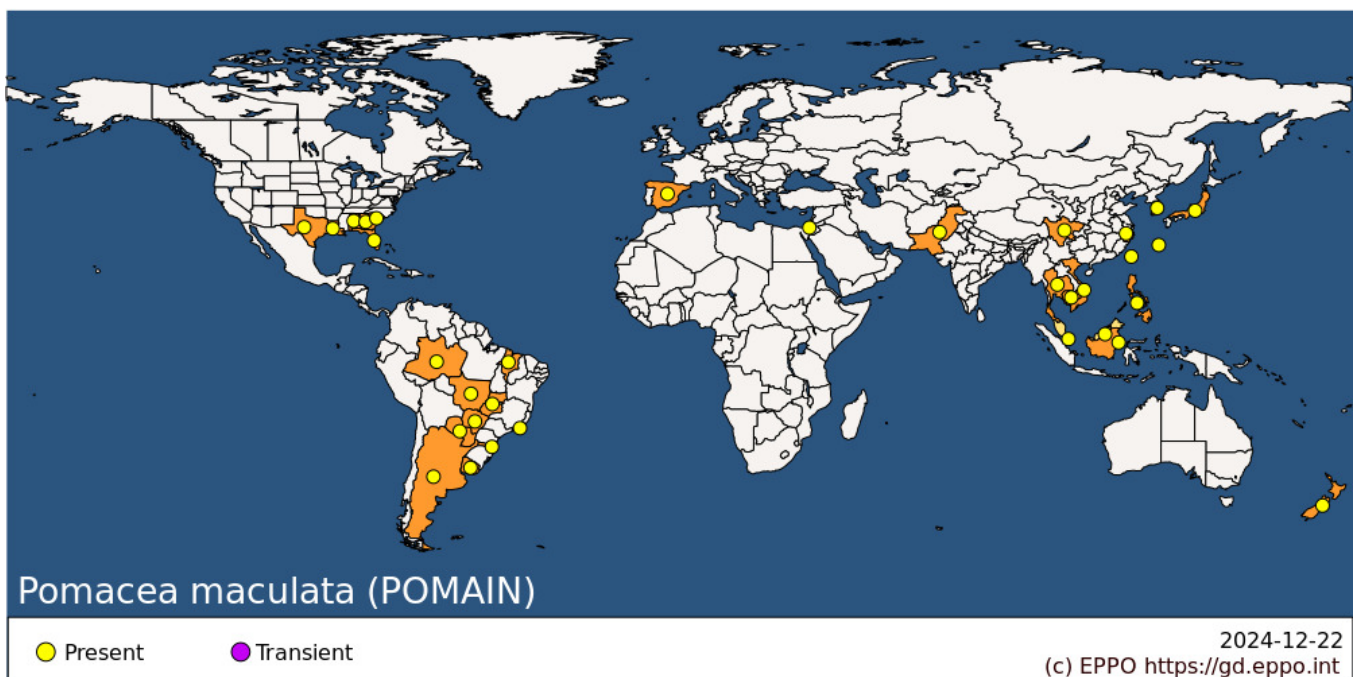 Pomacea maculata (POMAIN)
Present
Transient
2024-12-22
(c) EPPO https://gd.eppo.int